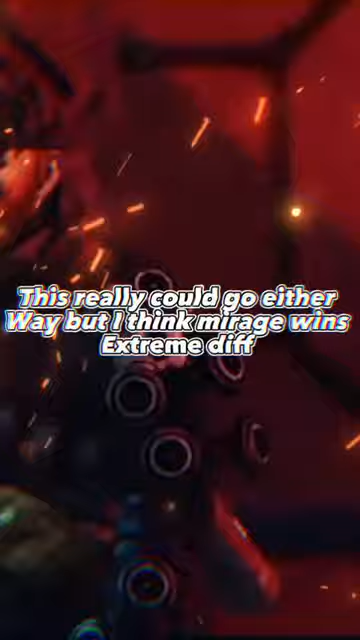 This really could go either
Way but I think mirage wins
Extreme diff